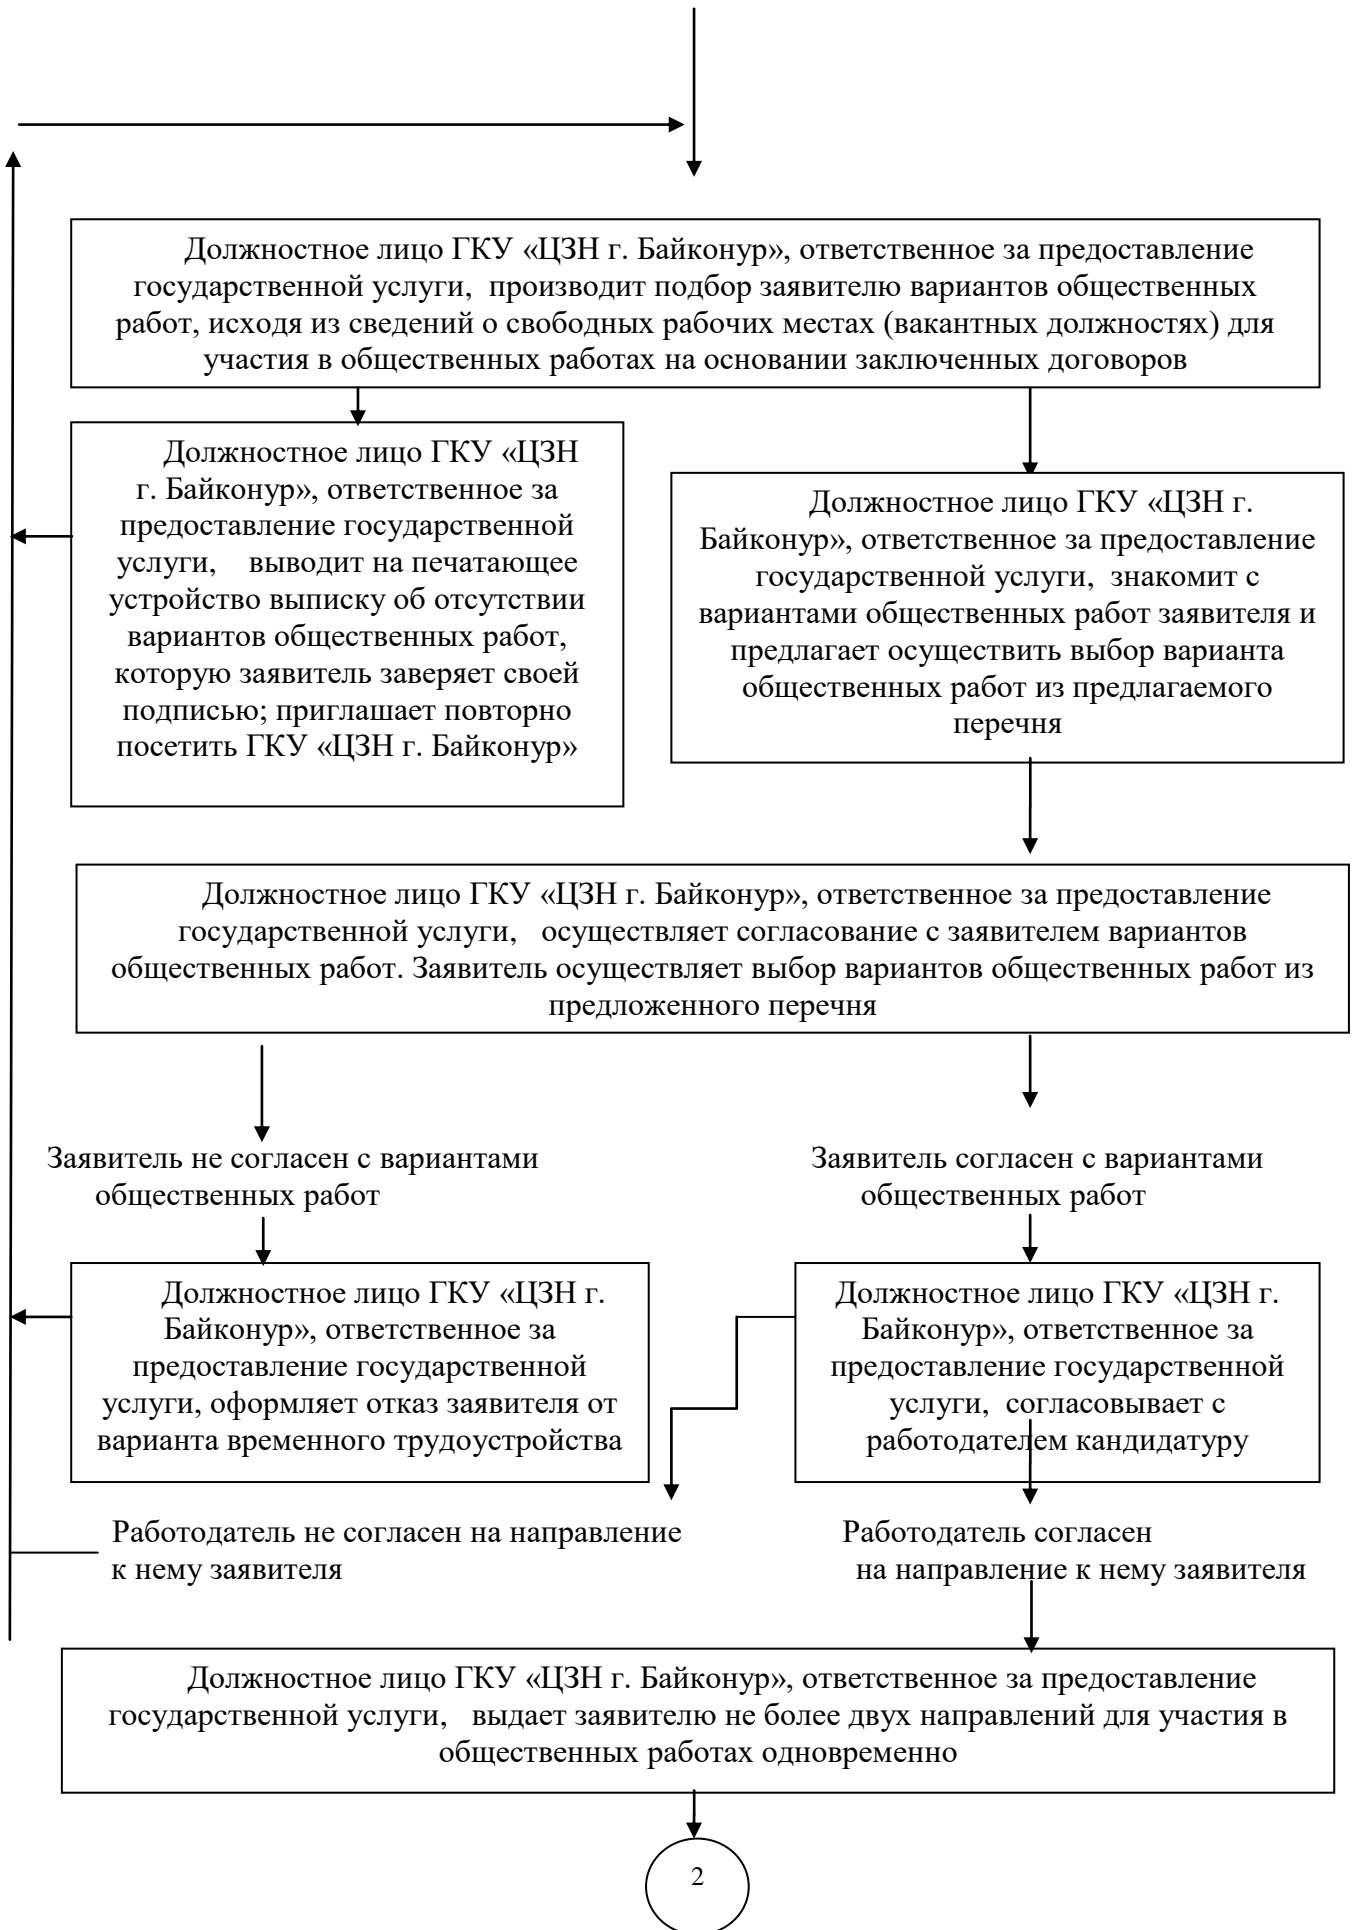 Должностное лицо ГКУ «ЦЗН г. Байконур», ответственное за предоставление
государственной услуги, производит подбор заявителю вариантов общественных
работ, исходя из сведений о свободных рабочих местах (вакантных должностях) для
участия в общественных работах на основании заключенных договоров
Должностное лицо ГКУ «ЦЗН
г. Байконур», ответственное за
предоставление государственной
услуги, выводит на печатающее
устройство выписку об отсутствии
вариантов общественных работ,
которую заявитель заверяет своей
подписью; приглашает повторно
посетить ГКУ «ЦЗН г. Байконур»
Должностное лицо ГКУ «ЦЗН г.
Байконур», ответственное за предоставление
государственной услуги, знакомит с
вариантами общественных работ заявителя и
предлагает осуществить выбор варианта
общественных работ из предлагаемого
перечня
Должностное лицо ГКУ «ЦЗН г. Байконур», ответственное за предоставление
государственной услуги, осуществляет согласование с заявителем вариантов
общественных работ. Заявитель осуществляет выбор вариантов общественных работ из
предложенного перечня
Заявитель не согласен с вариантами
общественных работ
Заявитель согласен с вариантами
общественных работ
Должностное лицо ГКУ «ЦЗН г.
Байконур», ответственное за
предоставление государственной
услуги, оформляет отказ заявителя от
варианта временного трудоустройства
Должностное лицо ГКУ «ЦЗН г.
Байконур», ответственное за
предоставление государственной
услуги, согласовывает с
работодателем кандидатуру
Работодатель не согласен на направление
к нему заявителя
Работодатель согласен
на направление к нему заявителя
Должностное лицо ГКУ «ЦЗН г. Байконур», ответственное за предоставление
государственной услуги, выдает заявителю не более двух направлений для участия в
общественных работах одновременно
2